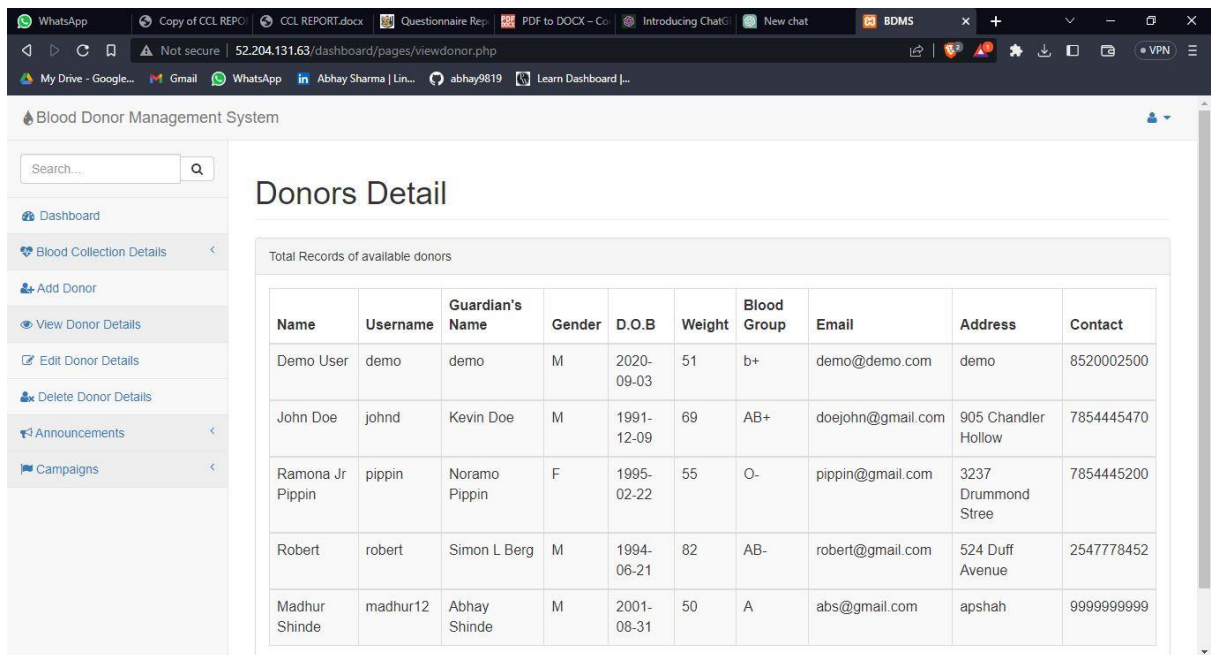 WhatsApp
Copy of CCL REPO
CCL REPORT.docx
Questionnaire Rep
PDF to DOCX – Co
Introducing ChatG
New chat
BDMS
Not secure | 52.204.131.63/dashboard/pages/viewdonor.php
VPN
My Drive - Google...
Gmail
WhatsApp
Abhay Sharma | Lin...
abhay9819
Learn Dashboard |...
Blood Donor Management System
Search...
Dashboard
Blood Collection Details
Add Donor
View Donor Details
Edit Donor Details
Delete Donor Details
Announcements
Campaigns
Donors Detail
Total Records of available donors
Name Username Guardian's Name Gender D.O.B Weight Blood Group Email Address Contact
Demo User demo demo M 2020-09-03 51 b+ demo@demo.com demo 8520002500
John Doe johnd Kevin Doe M 1991-12-09 69 AB+ doejohn@gmail.com 905 Chandler Hollow 7854445470
Ramona Jr Pippin pippin Noramo Pippin F 1995-02-22 55 O- pippin@gmail.com 3237 Drummond Stree 7854445200
Robert robert Simon L Berg M 1994-06-21 82 AB- robert@gmail.com 524 Duff Avenue 2547778452
Madhur Shinde madhur12 Abhay Shinde M 2001-08-31 50 A abs@gmail.com apshah 9999999999